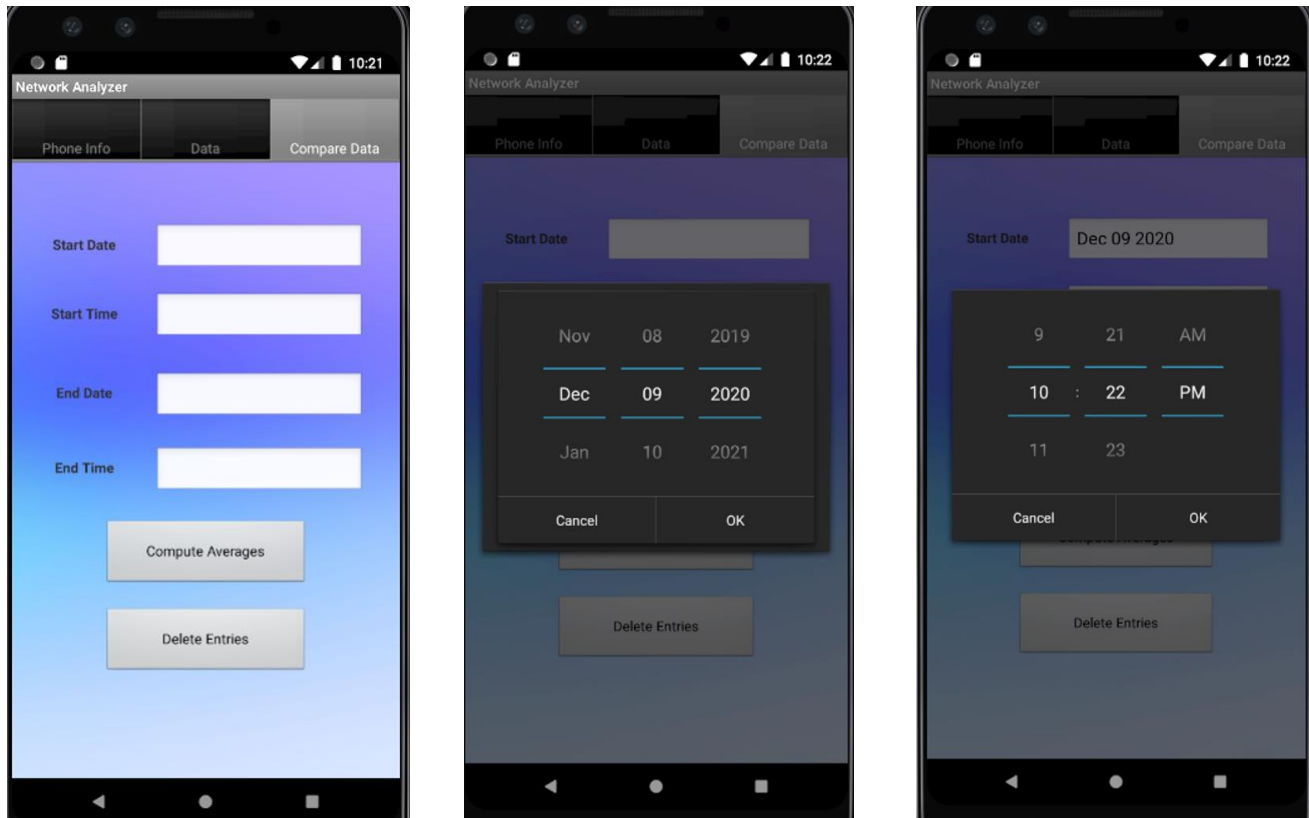 10:21
Network Analyzer
Phone Info Data Compare Data
Start Date
Start Time
End Date
End Time
Compute Averages
Delete Entries
10:22
Network Analyzer
Phone Info Data Compare Data
Start Date
Nov 08 2019
Dec 09 2020
Jan 10 2021
Cancel OK
Delete Entries
10:22
Network Analyzer
Phone Info Data Compare Data
Start Date Dec 09 2020
9 21 AM
10 : 22 PM
11 23
Cancel OK
Compute Averages
Delete Entries